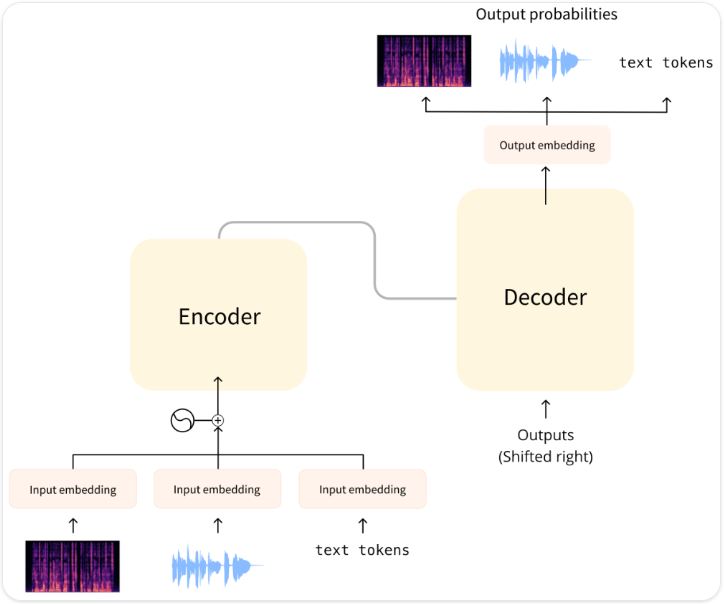 Output probabilities
text tokens
Output embedding
Encoder
Decoder
Outputs
(Shifted right)
Input embedding
Input embedding
Input embedding
text tokens